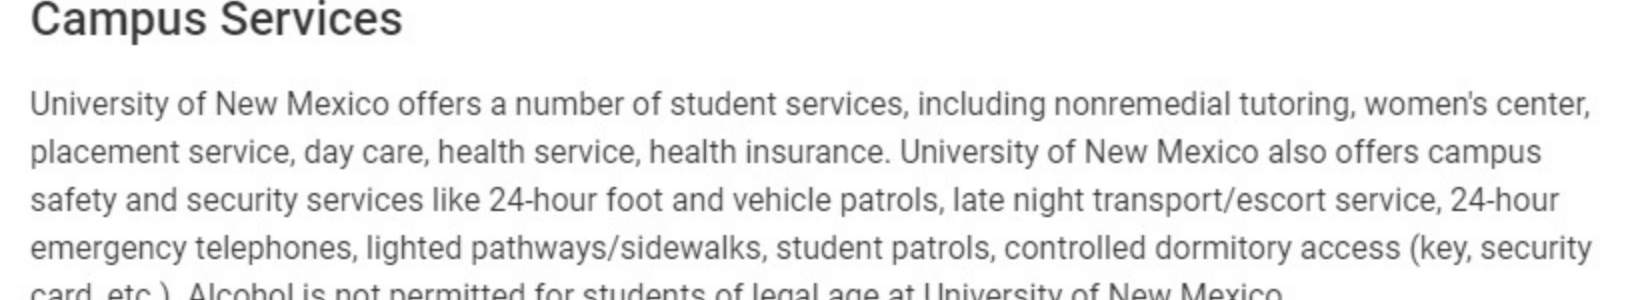 Campus Services
University of New Mexico offers a number of student services, including nonremedial tutoring, women's center,
placement service, day care, health service, health insurance. University of New Mexico also offers campus
safety and security services like 24-hour foot and vehicle patrols, late night transport/escort service, 24-hour
emergency telephones, lighted pathways/sidewalks, student patrols, controlled dormitory access (key, security
card, etc.). Alcohol is not permitted for students of legal age at University of New Mexico.